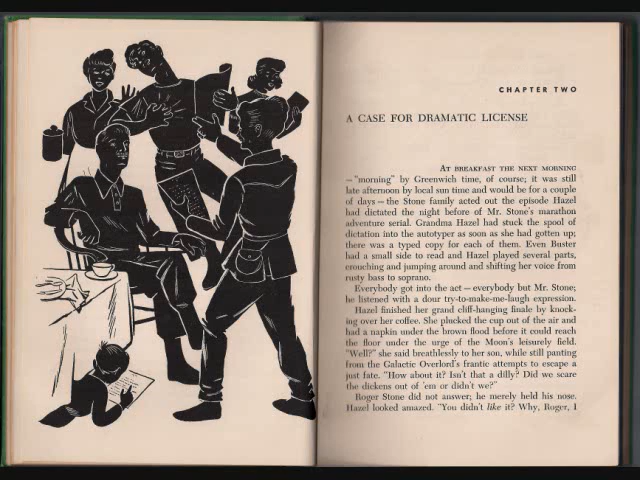 CHAPTER TWO
A CASE FOR DRAMATIC LICENSE
AT BREAKFAST THE NEXT MORNING
—"morning" by Greenwich time, of course; it was still
late afternoon by local sun time and would be for a couple
of days—the Stone family acted out the episode Hazel
had dictated the night before of Mr. Stone's marathon
adventure serial. Grandma Hazel had stuck the spool of
dictation into the autotyper as soon as she had gotten up;
there was a typed copy for each of them. Even Buster
had a small side to read and Hazel played several parts,
crouching and jumping around and shifting her voice from
rusty bass to soprano.
Everybody got into the act—everybody but Mr. Stone;
he listened with a dour try-to-make-me-laugh expression.
Hazel finished her grand cliff-hanging finale by knock-
ing over her coffee. She plucked the cup out of the air and
had a napkin under the brown flood before it could reach
the floor under the urge of the Moon's leisurely field.
"Well?" she said breathlessly to her son, while still panting
from the Galactic Overlord's frantic attempts to escape a
just fate. "How about it? Isn't that a dilly? Did we scare
the dickens out of 'em or didn't we?"
Roger Stone did not answer; he merely held his nose.
Hazel looked amazed. "You didn't like it? Why, Roger, I